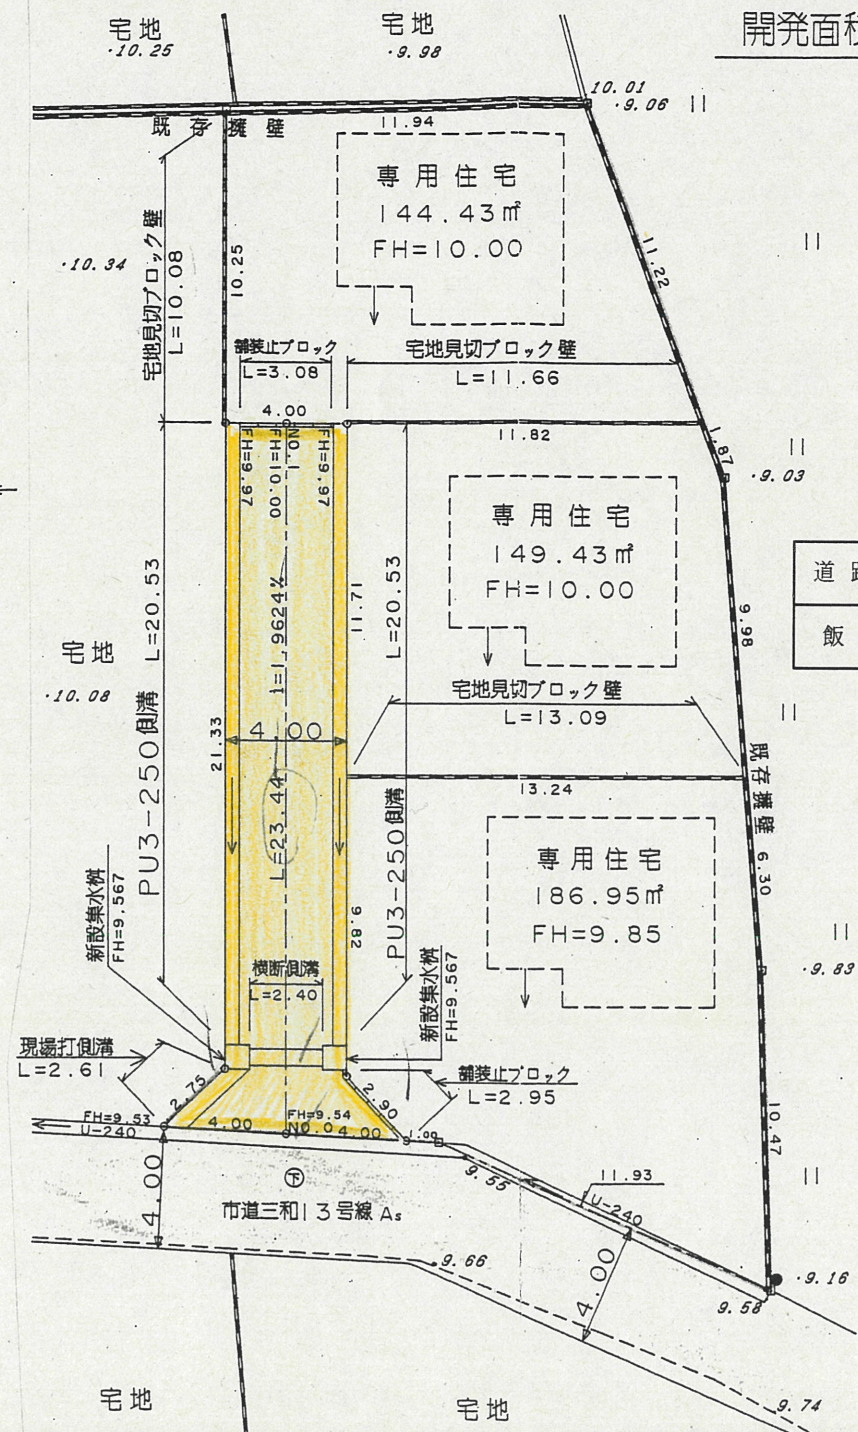 開発面積
宅地
·10.25
宅地
·9.98
10.01
·9.06
既存擁壁
11.94
専用住宅
144.43㎡
FH=10.00
11.22
·10.34
宅地見切ブロック壁
L=10.08
10.25
舗装止ブロック
L=3.08
宅地見切ブロック壁
L=11.66
4.00
11.82
1.87
·9.03
FH=9.97
FH=10.00
NO.1
FH=9.97
専用住宅
149.43㎡
FH=10.00
道
飯
9.98
宅地
·10.08
PU3-250側溝 L=20.53
21.33
i=1.9624%
L=23.44
4.00
11.71
L=20.53
PU3-250側溝
宅地見切ブロック壁
L=13.09
13.24
既存擁壁
6.30
専用住宅
186.95㎡
FH=9.85
·9.83
新設集水桝
FH=9.567
9.82
横断側溝
L=2.40
新設集水桝
FH=9.567
現場打側溝
L=2.61
2.75
2.90
舗装止ブロック
L=2.95
FH=9.53
U-240
4.00
FH=9.54
NO.0
4.00
1.00
10.47
4.00
下
市道三和13号線 As
9.55
11.93
U-240
·9.66
4.00
·9.16
9.58
宅地
宅地
9.74